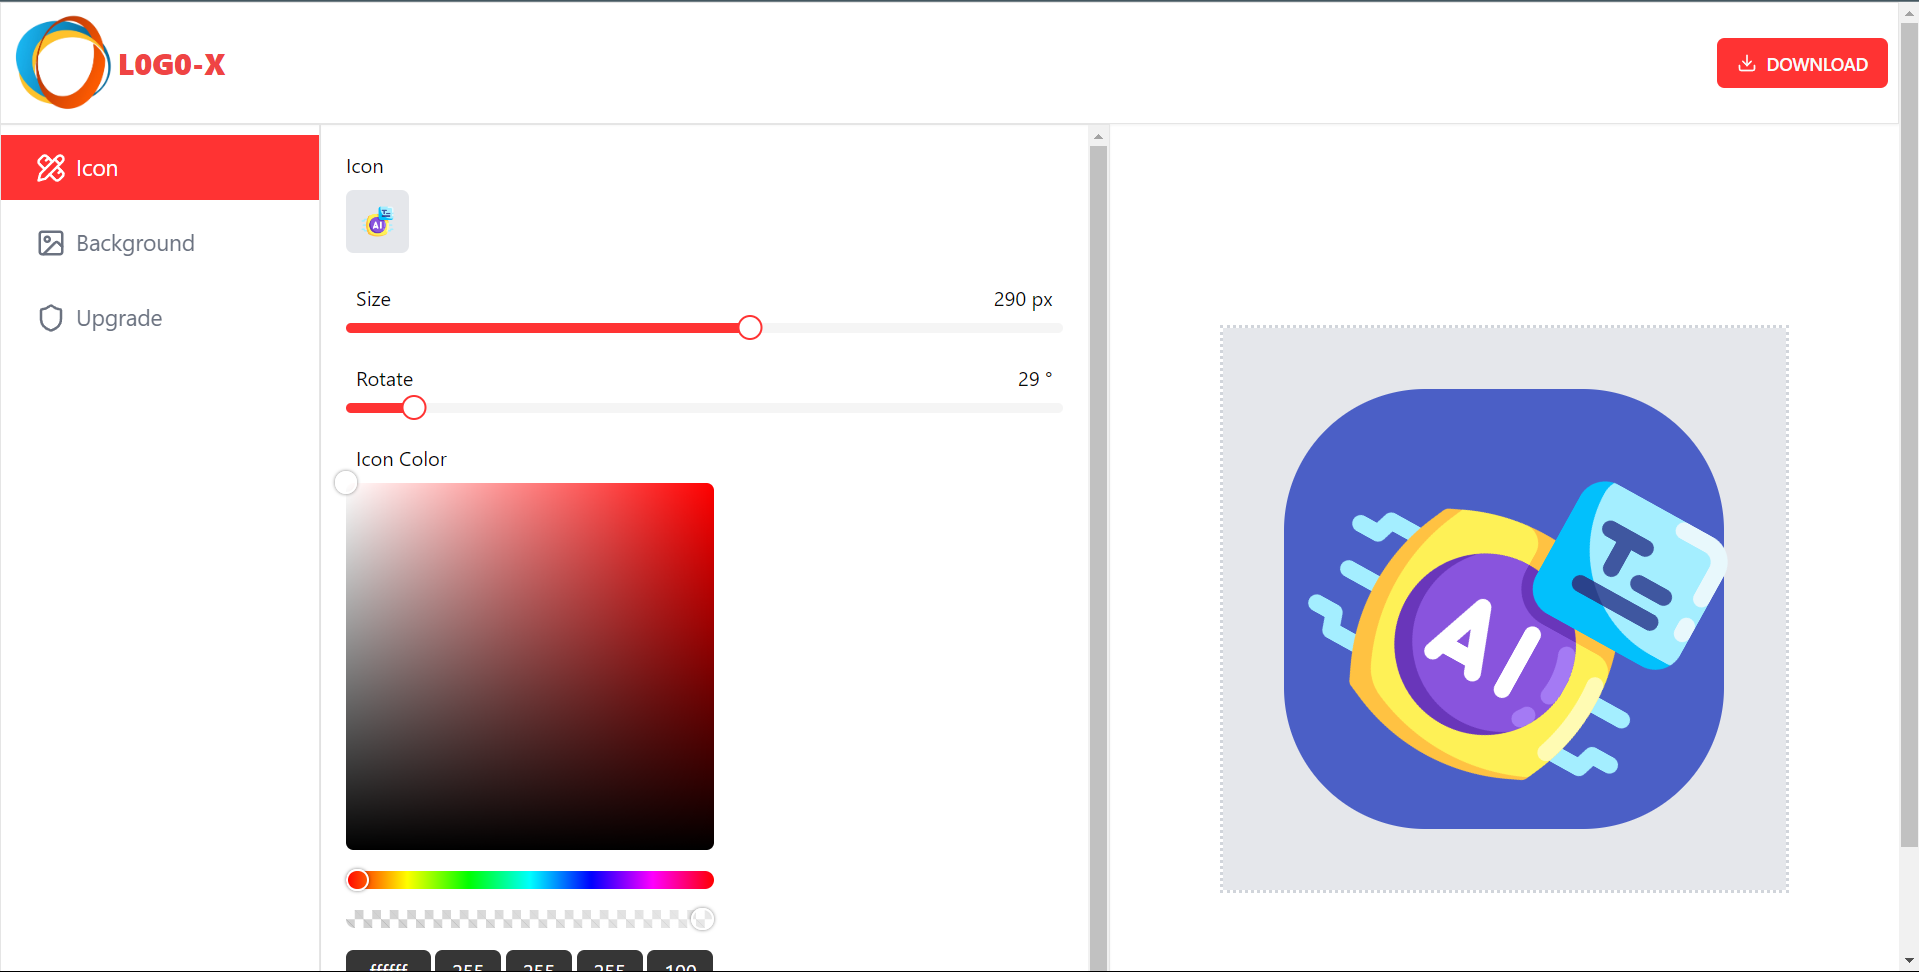 L0G0-X
DOWNLOAD
Icon
Background
Upgrade
Icon
AI
T
Size
290 px
Rotate
29 °
Icon Color
ffffff
255
255
255
100
AI
T